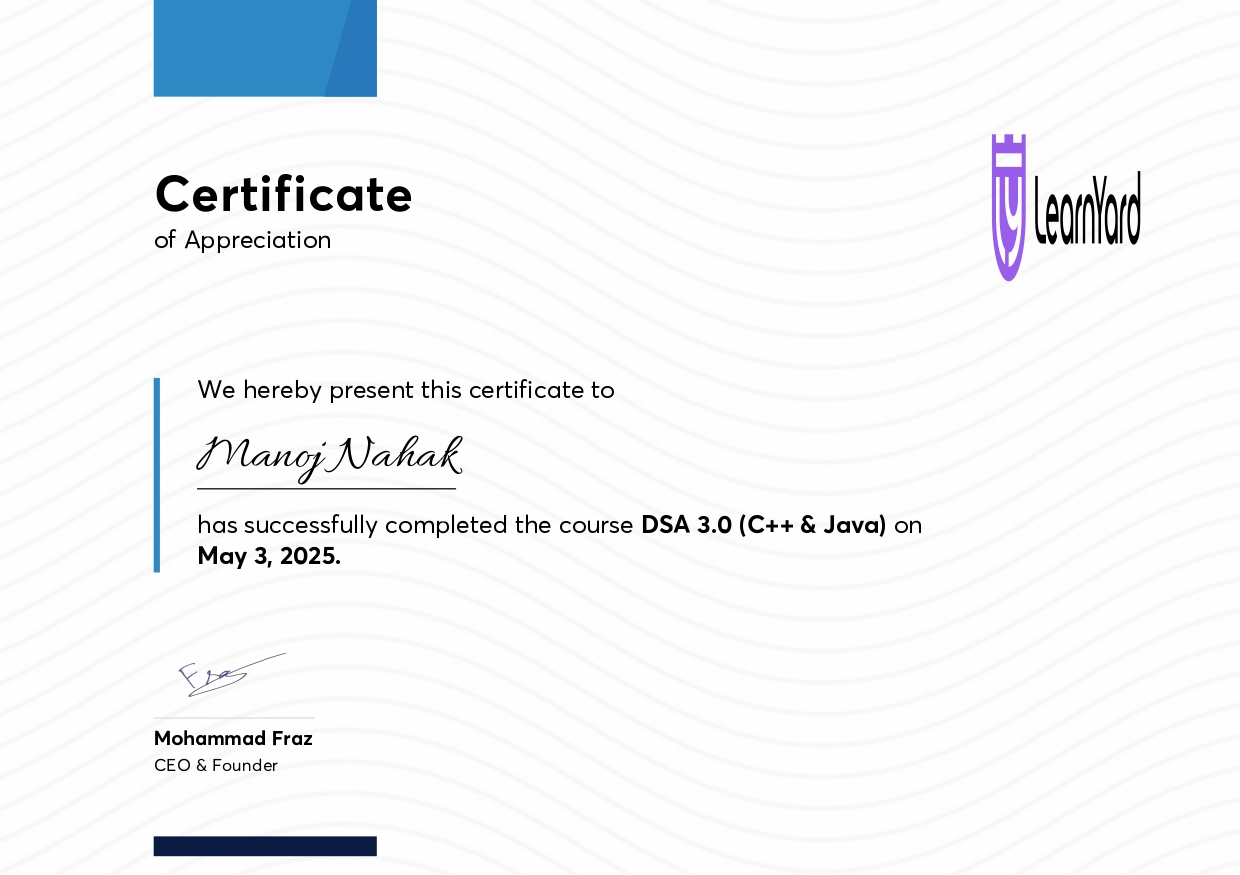 Certificate
of Appreciation
LearnYard
We hereby present this certificate to
Manoj Nahak
has successfully completed the course DSA 3.0 (C++ & Java) on
May 3, 2025.
Fraz
Mohammad Fraz
CEO & Founder